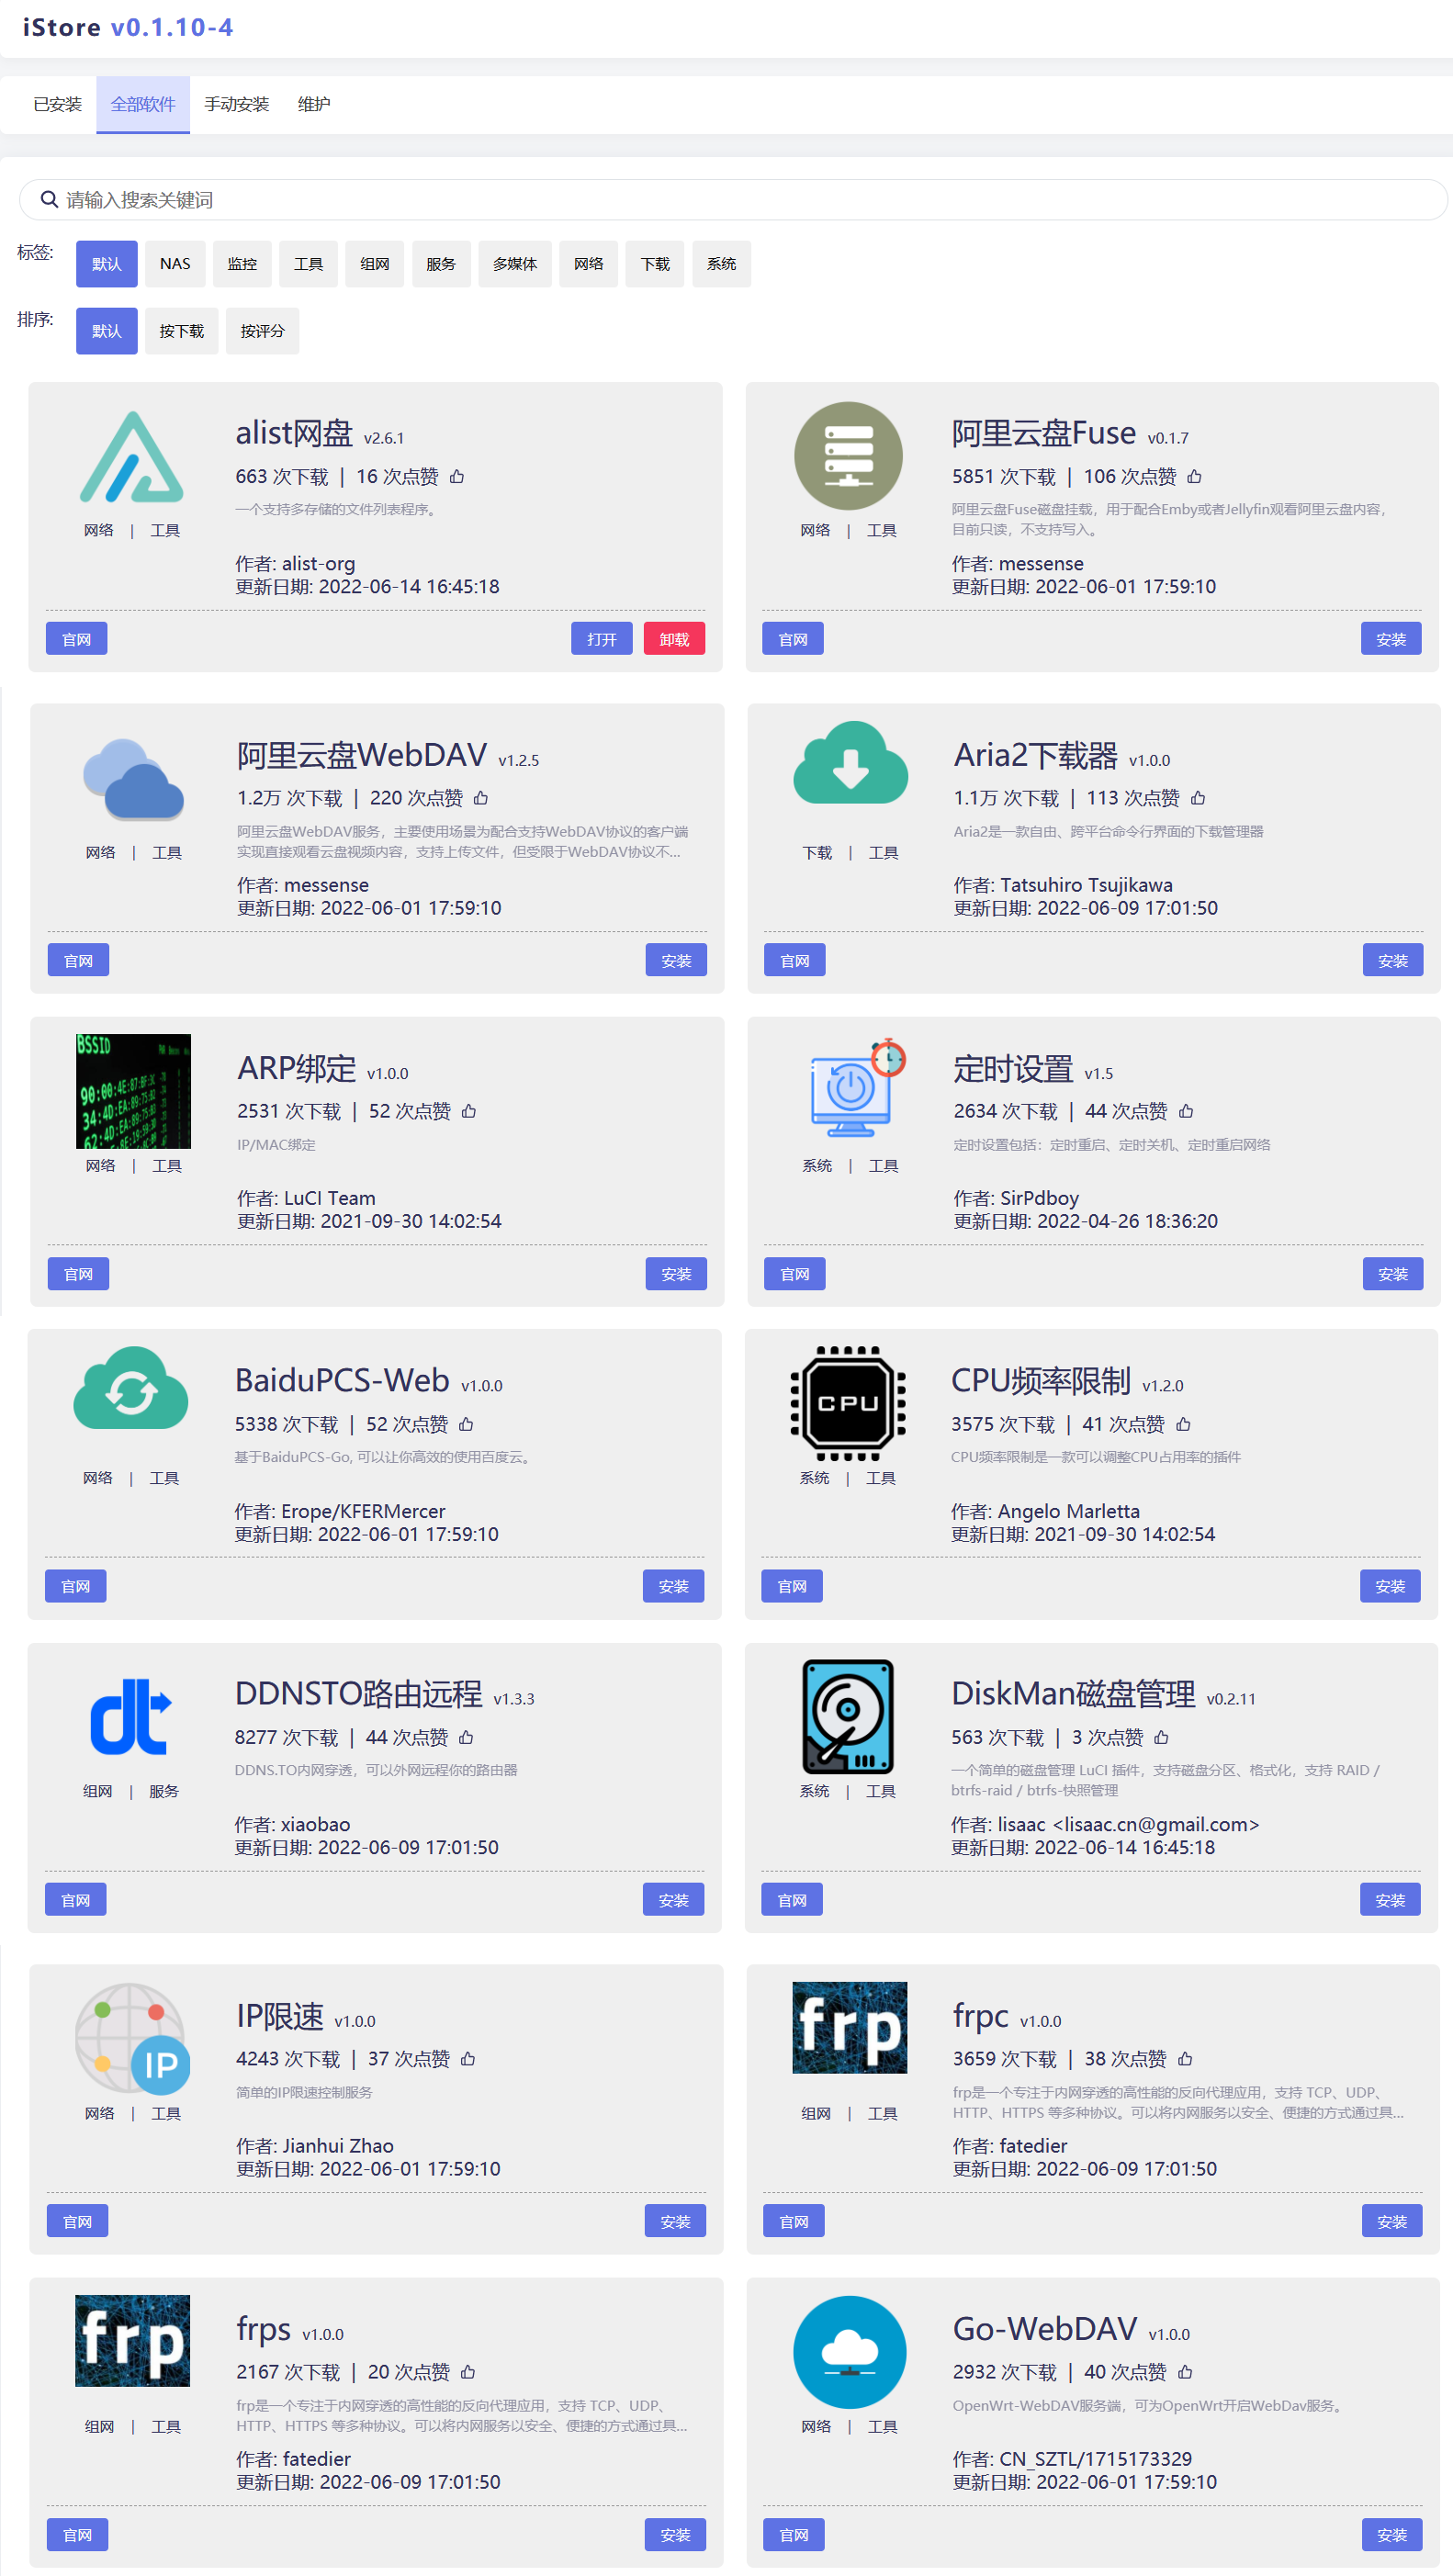 iStore v0.1.10-4
已安装 全部软件 手动安装 维护
请输入搜索关键词
标签: 默认 NAS 监控 工具 组网 服务 多媒体 网络 下载 系统
排序: 默认 按下载 按评分
alist网盘 v2.6.1
663 次下载 | 16 次点赞
一个支持多存储的文件列表程序。
网络 | 工具
作者: alist-org
更新日期: 2022-06-14 16:45:18
官网 打开 卸载
阿里云盘Fuse v0.1.7
5851 次下载 | 106 次点赞
阿里云盘Fuse磁盘挂载，用于配合Emby或者Jellyfin观看阿里云盘内容，
目前只读，不支持写入。
网络 | 工具
作者: messense
更新日期: 2022-06-01 17:59:10
官网 安装
阿里云盘WebDAV v1.2.5
1.2万 次下载 | 220 次点赞
阿里云盘WebDAV服务，主要使用场景为配合支持WebDAV协议的客户端
实现直接观看云盘视频内容，支持上传文件，但受限于WebDAV协议不...
网络 | 工具
作者: messense
更新日期: 2022-06-01 17:59:10
官网 安装
Aria2下载器 v1.0.0
1.1万 次下载 | 113 次点赞
Aria2是一款自由、跨平台命令行界面的下载管理器
下载 | 工具
作者: Tatsuhiro Tsujikawa
更新日期: 2022-06-09 17:01:50
官网 安装
BSSID
90:00:4E:87:BF:3C
34:4D:EA:89:75:B3
62:4D:EA:89:75:B2
ARP绑定 v1.0.0
2531 次下载 | 52 次点赞
IP/MAC绑定
网络 | 工具
作者: LuCI Team
更新日期: 2021-09-30 14:02:54
官网 安装
定时设置 v1.5
2634 次下载 | 44 次点赞
定时设置包括：定时重启、定时关机、定时重启网络
系统 | 工具
作者: SirPdboy
更新日期: 2022-04-26 18:36:20
官网 安装
BaiduPCS-Web v1.0.0
5338 次下载 | 52 次点赞
基于BaiduPCS-Go, 可以让你高效的使用百度云。
网络 | 工具
作者: Erope/KFERMercer
更新日期: 2022-06-01 17:59:10
官网 安装
CPU
CPU频率限制 v1.2.0
3575 次下载 | 41 次点赞
CPU频率限制是一款可以调整CPU占用率的插件
系统 | 工具
作者: Angelo Marletta
更新日期: 2021-09-30 14:02:54
官网 安装
dt
DDNSTO路由远程 v1.3.3
8277 次下载 | 44 次点赞
DDNS.TO内网穿透，可以外网远程你的路由器
组网 | 服务
作者: xiaobao
更新日期: 2022-06-09 17:01:50
官网 安装
DiskMan磁盘管理 v0.2.11
563 次下载 | 3 次点赞
一个简单的磁盘管理 LuCI 插件，支持磁盘分区、格式化，支持 RAID /
btrfs-raid / btrfs-快照管理
系统 | 工具
作者: lisaac <lisaac.cn@gmail.com>
更新日期: 2022-06-14 16:45:18
官网 安装
IP
IP限速 v1.0.0
4243 次下载 | 37 次点赞
简单的IP限速控制服务
网络 | 工具
作者: Jianhui Zhao
更新日期: 2022-06-01 17:59:10
官网 安装
frp
frpc v1.0.0
3659 次下载 | 38 次点赞
frp是一个专注于内网穿透的高性能的反向代理应用，支持 TCP、UDP、
HTTP、HTTPS 等多种协议。可以将内网服务以安全、便捷的方式通过具...
组网 | 工具
作者: fatedier
更新日期: 2022-06-09 17:01:50
官网 安装
frp
frps v1.0.0
2167 次下载 | 20 次点赞
frp是一个专注于内网穿透的高性能的反向代理应用，支持 TCP、UDP、
HTTP、HTTPS 等多种协议。可以将内网服务以安全、便捷的方式通过具...
组网 | 工具
作者: fatedier
更新日期: 2022-06-09 17:01:50
官网 安装
Go-WebDAV v1.0.0
2932 次下载 | 40 次点赞
OpenWrt-WebDAV服务端，可为OpenWrt开启WebDav服务。
网络 | 工具
作者: CN_SZTL/1715173329
更新日期: 2022-06-01 17:59:10
官网 安装